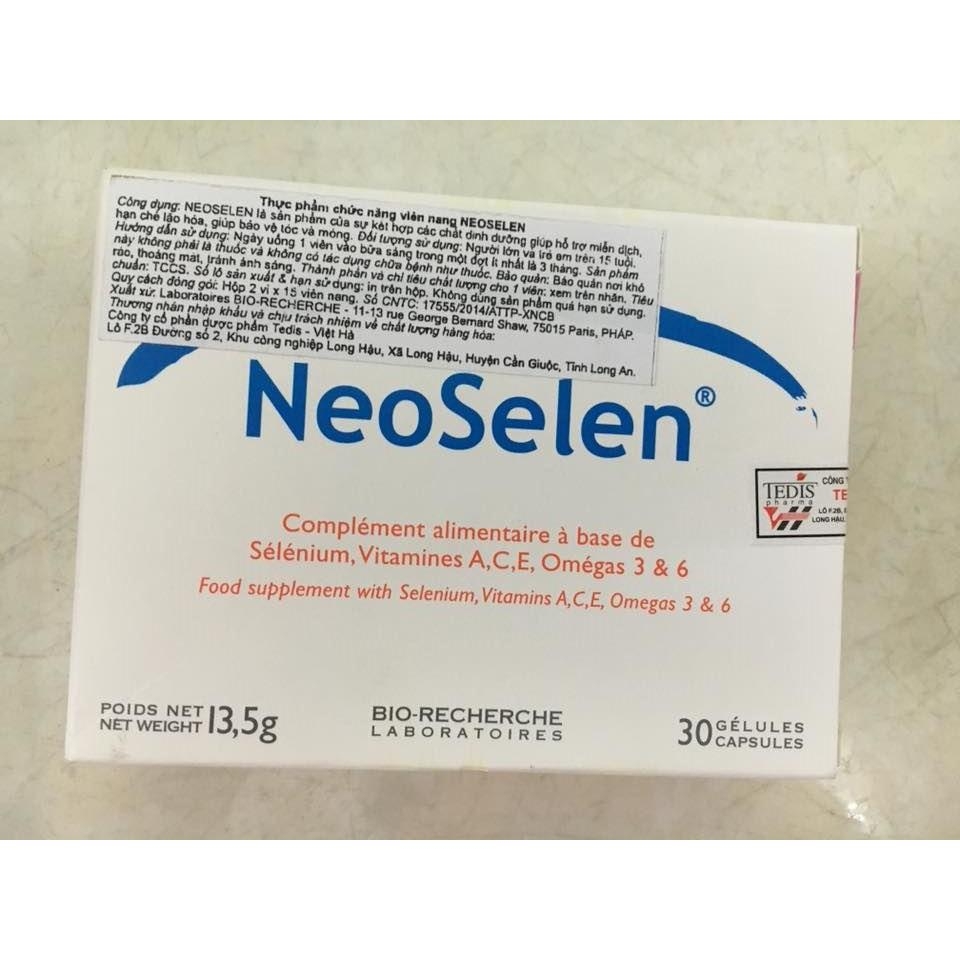 Thực phẩm chức năng viên nang NEOSELEN
Công dụng: NEOSELEN là sản phẩm của sự kết hợp các chất dinh dưỡng giúp hỗ trợ miễn dịch,
hạn chế lão hóa, giúp bảo vệ tóc và móng. Đối tượng sử dụng: Người lớn và trẻ em trên 15 tuổi.
Hướng dẫn sử dụng: Ngày uống 1 viên vào bữa sáng trong một đợt ít nhất là 3 tháng. Sản phẩm
này không phải là thuốc và không có tác dụng chữa bệnh như thuốc. Bảo quản: Bảo quản nơi khô
ráo, thoáng mát, tránh ánh sáng. Thành phần và chỉ tiêu chất lượng cho 1 viên: xem trên nhãn. Tiêu
chuẩn: TCCS. Số lô sản xuất & hạn sử dụng: in trên hộp. Không dùng sản phẩm quá hạn sử dụng.
Quy cách đóng gói: Hộp 2 vỉ x 15 viên nang. Số CNTC: 17555/2014/ATTP-XNCB
Xuất xứ: Laboratoires BIO-RECHERCHE - 11-13 rue George Bernard Shaw, 75015 Paris, PHÁP.
Thương nhân nhập khẩu và chịu trách nhiệm về chất lượng hàng hóa:
Công ty cổ phần dược phẩm Tedis - Việt Hà
Lô F.2B Đường số 2, Khu công nghiệp Long Hậu, Xã Long Hậu, Huyện Cần Giuộc, Tỉnh Long An.
NeoSelen®
TEDIS
pharma
CÔNG
TE
LÔ F.2B,
LONG HẬU,
Complément alimentaire à base de
Sélénium, Vitamines A,C,E, Omégas 3 & 6
Food supplement with Selenium, Vitamins A,C,E, Omegas 3 & 6
POIDS NET
NET WEIGHT 13,5g
BIO-RECHERCHE
LABORATOIRES
30 GÉLULES
CAPSULES